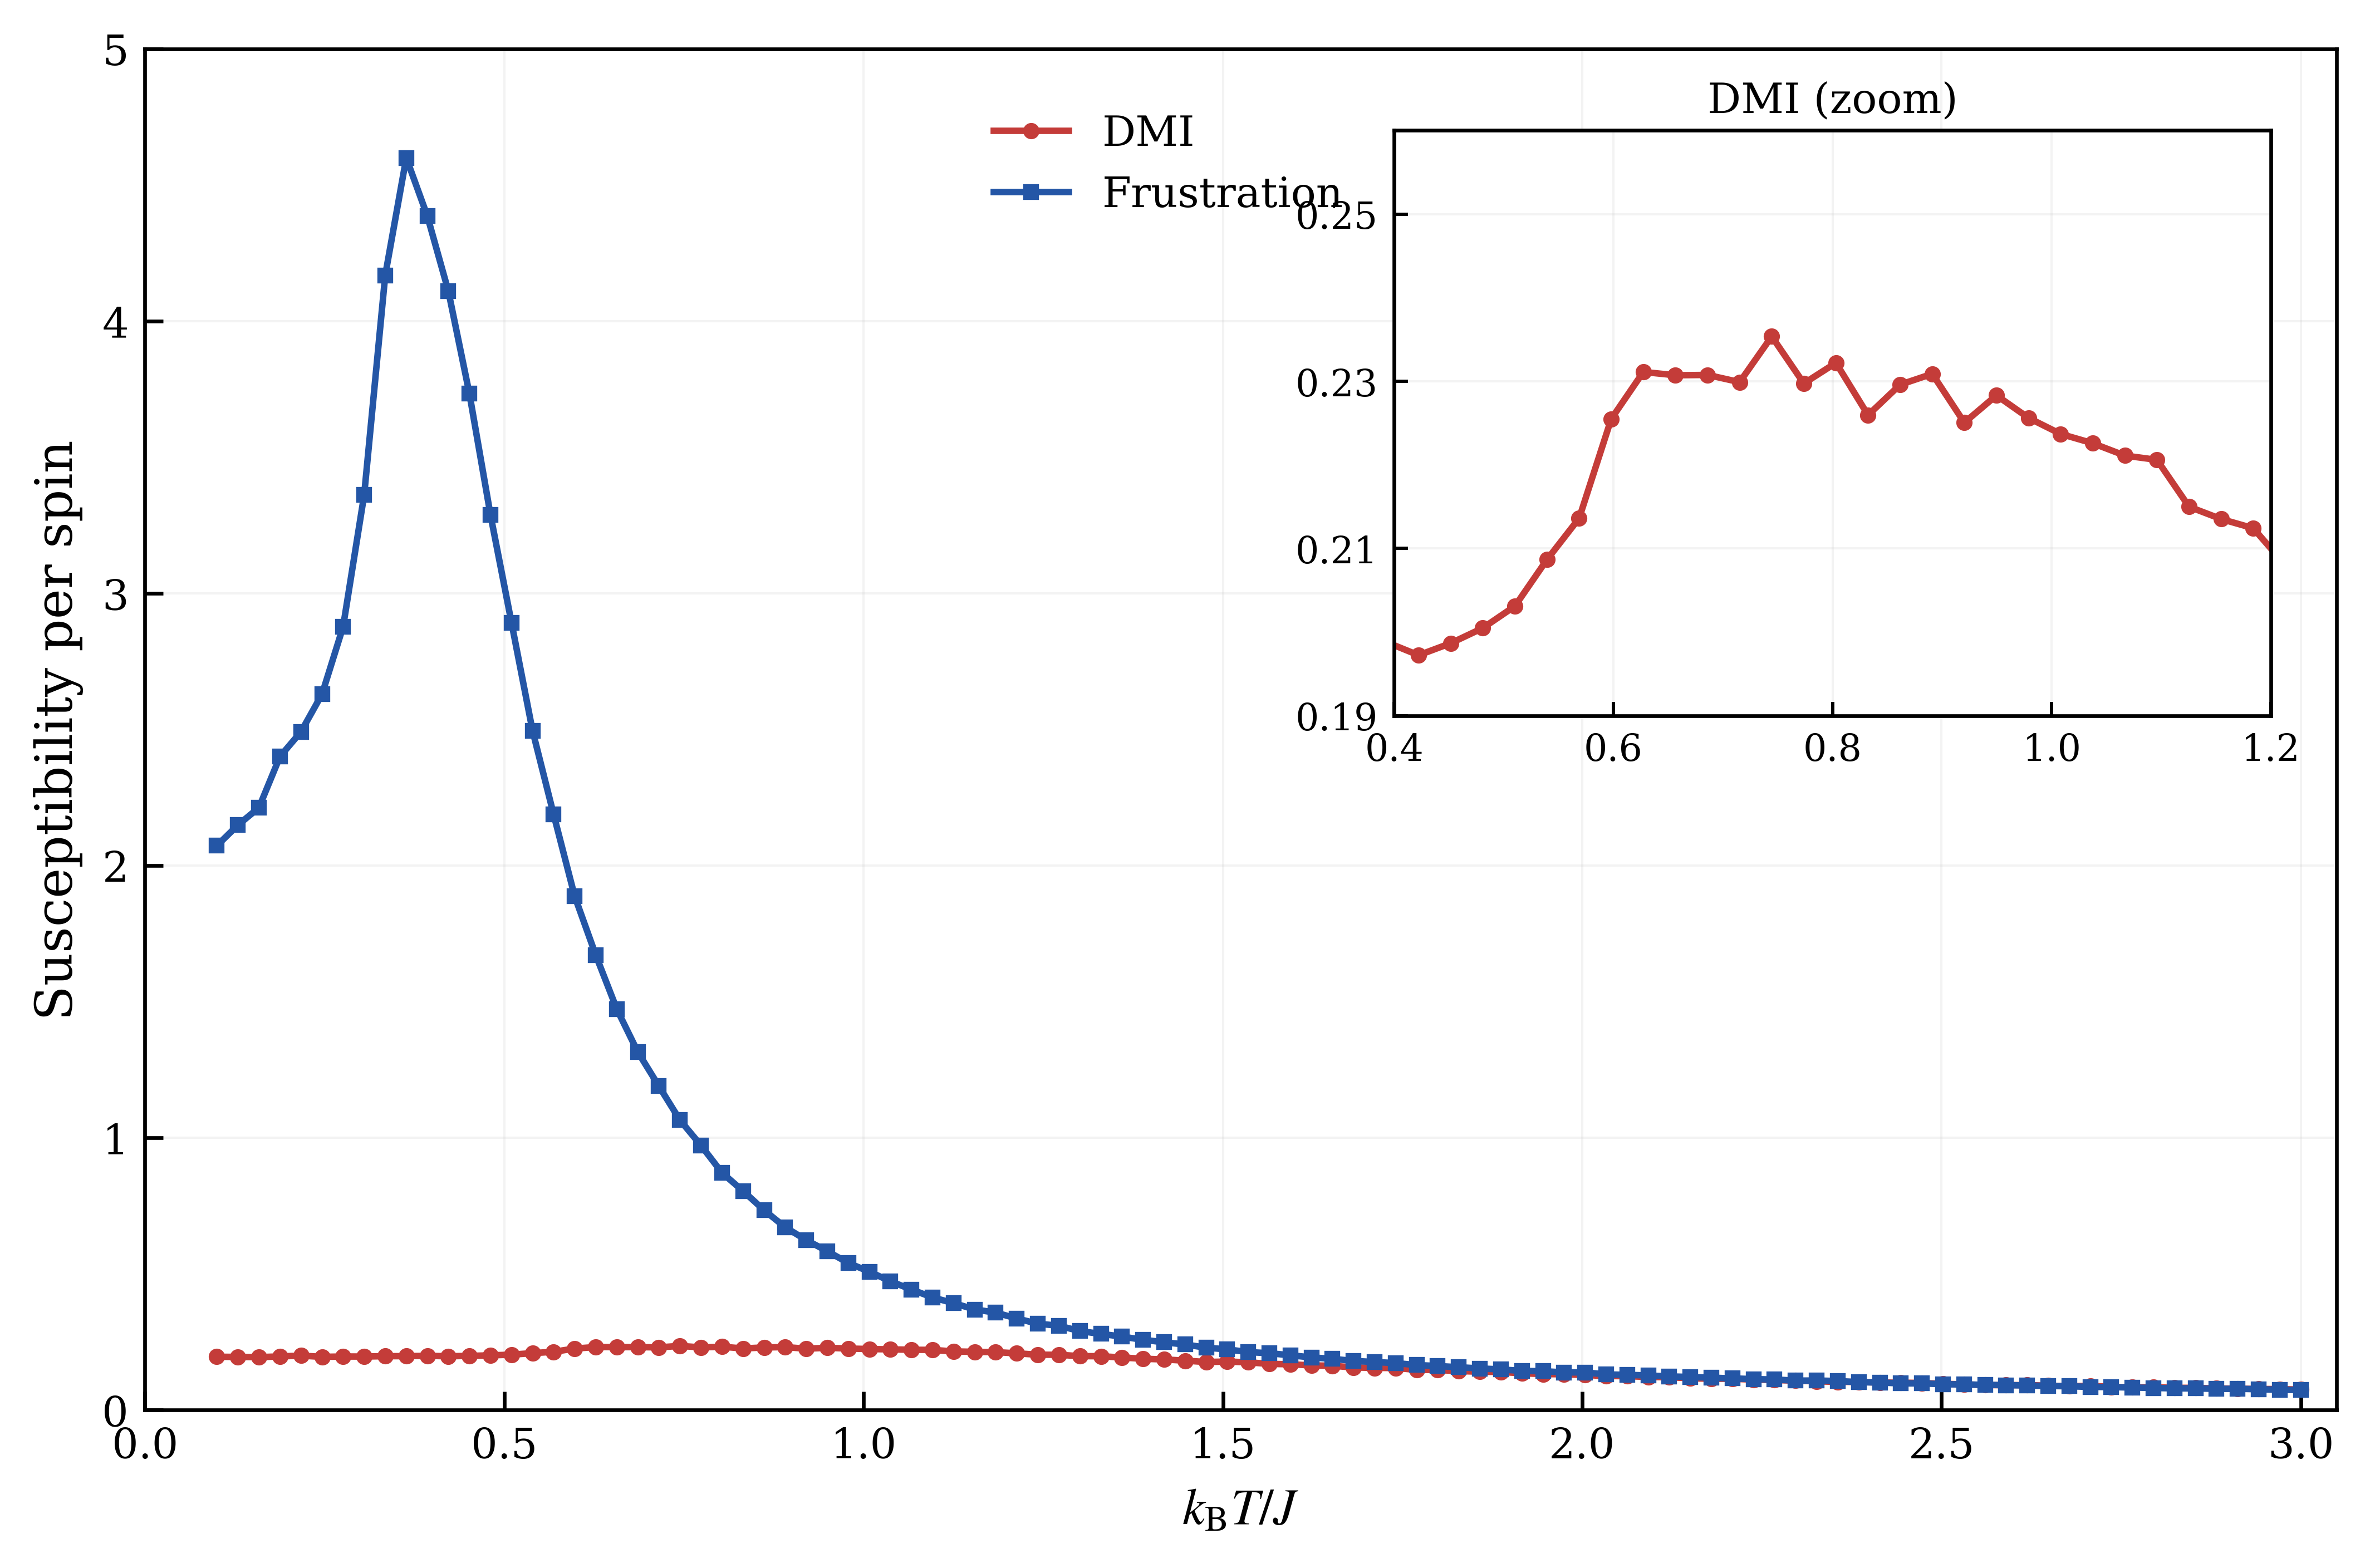 Susceptibility per spin
5
4
3
2
1
0
DMI
Frustration
DMI (zoom)
0.25
0.23
0.21
0.19
0.4 0.6 0.8 1.0 1.2
0.0 0.5 1.0 1.5 2.0 2.5 3.0
k_B T/J